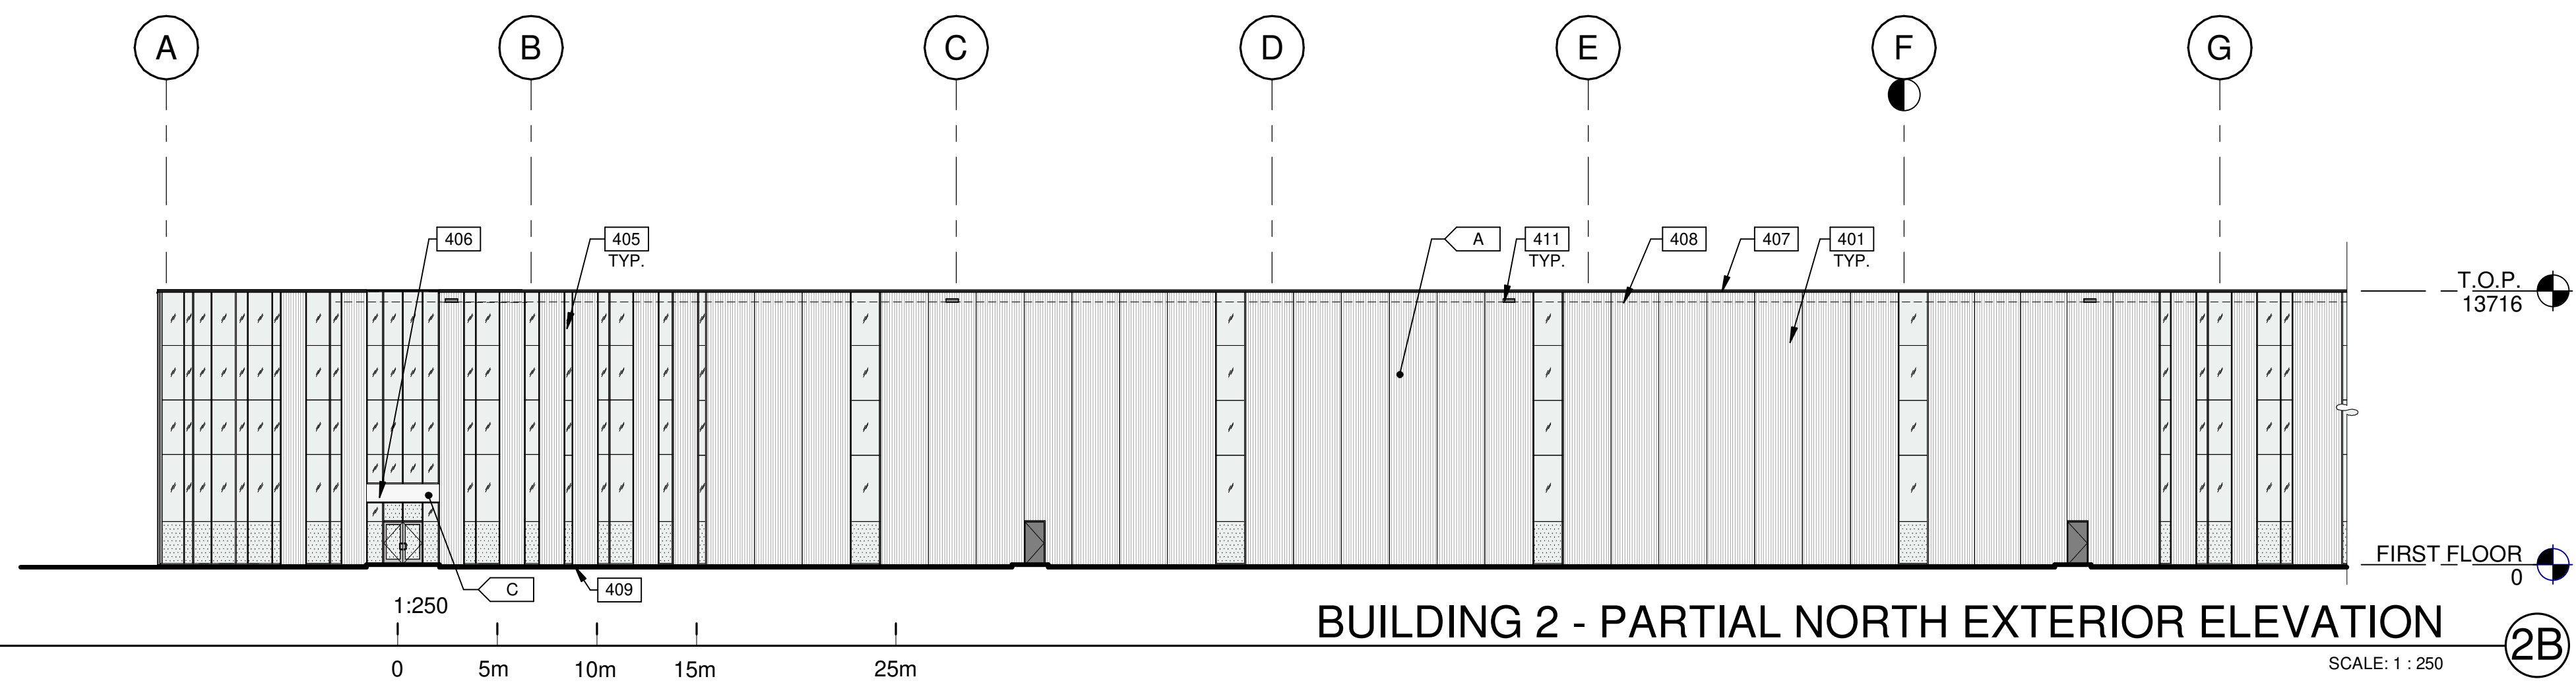 A B C D E F G
406 405 A 411 408 407 401
TYP. TYP. TYP.
T.O.P.
13716
FIRST FLOOR
0
C 409
1:250
0 5m 10m 15m 25m
BUILDING 2 - PARTIAL NORTH EXTERIOR ELEVATION
2B
SCALE: 1 : 250